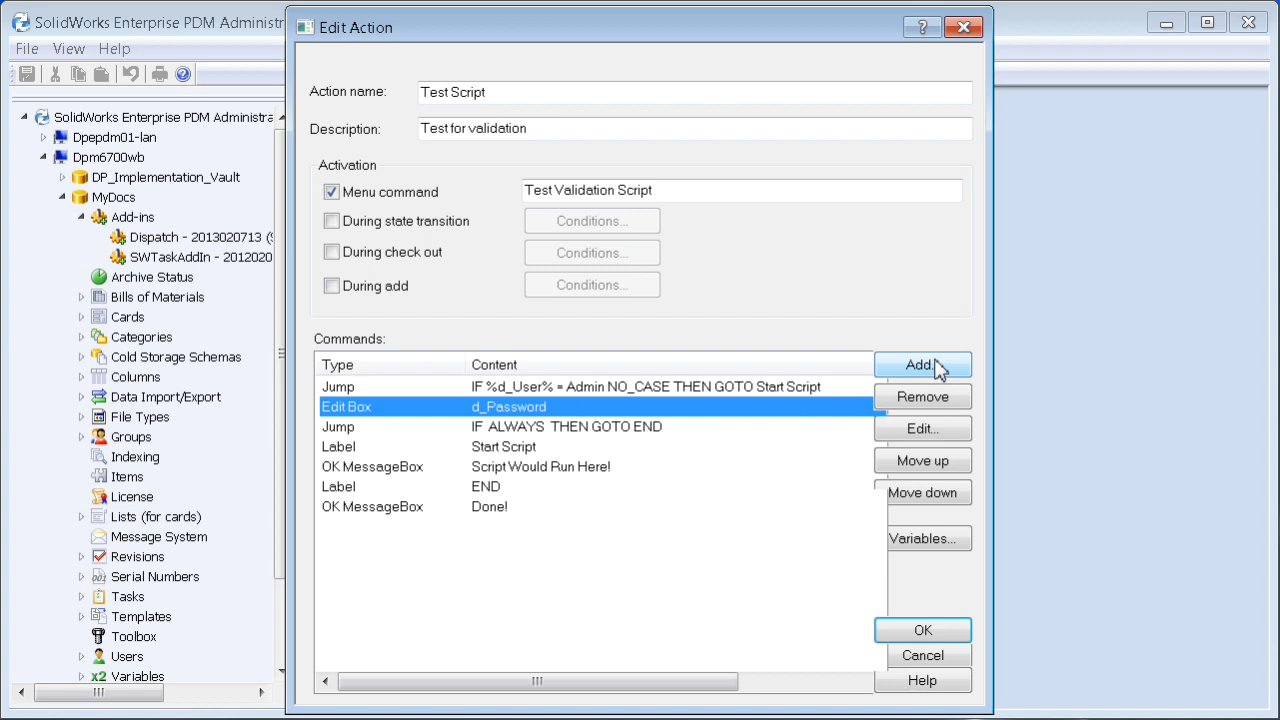 SolidWorks Enterprise PDM Administr
File View Help
SolidWorks Enterprise PDM Administra
Dpepdm01-lan
Dpm6700wb
DP_Implementation_Vault
MyDocs
Add-ins
Dispatch - 2013020713 (S
SWTaskAddIn - 2012020
Archive Status
Bills of Materials
Cards
Categories
Cold Storage Schemas
Columns
Data Import/Export
File Types
Groups
Indexing
Items
License
Lists (for cards)
Message System
Revisions
Serial Numbers
Tasks
Templates
Toolbox
Users
x2 Variables
Edit Action
Action name: Test Script
Description: Test for validation
Activation
Menu command Test Validation Script
During state transition Conditions...
During check out Conditions...
During add Conditions...
Commands:
Type Content
Jump IF %d_User% = Admin NO_CASE THEN GOTO Start Script
Edit Box d_Password
Jump IF ALWAYS THEN GOTO END
Label Start Script
OK MessageBox Script Would Run Here!
Label END
OK MessageBox Done!
Add...
Remove
Edit...
Move up
Move down
Variables...
OK
Cancel
Help